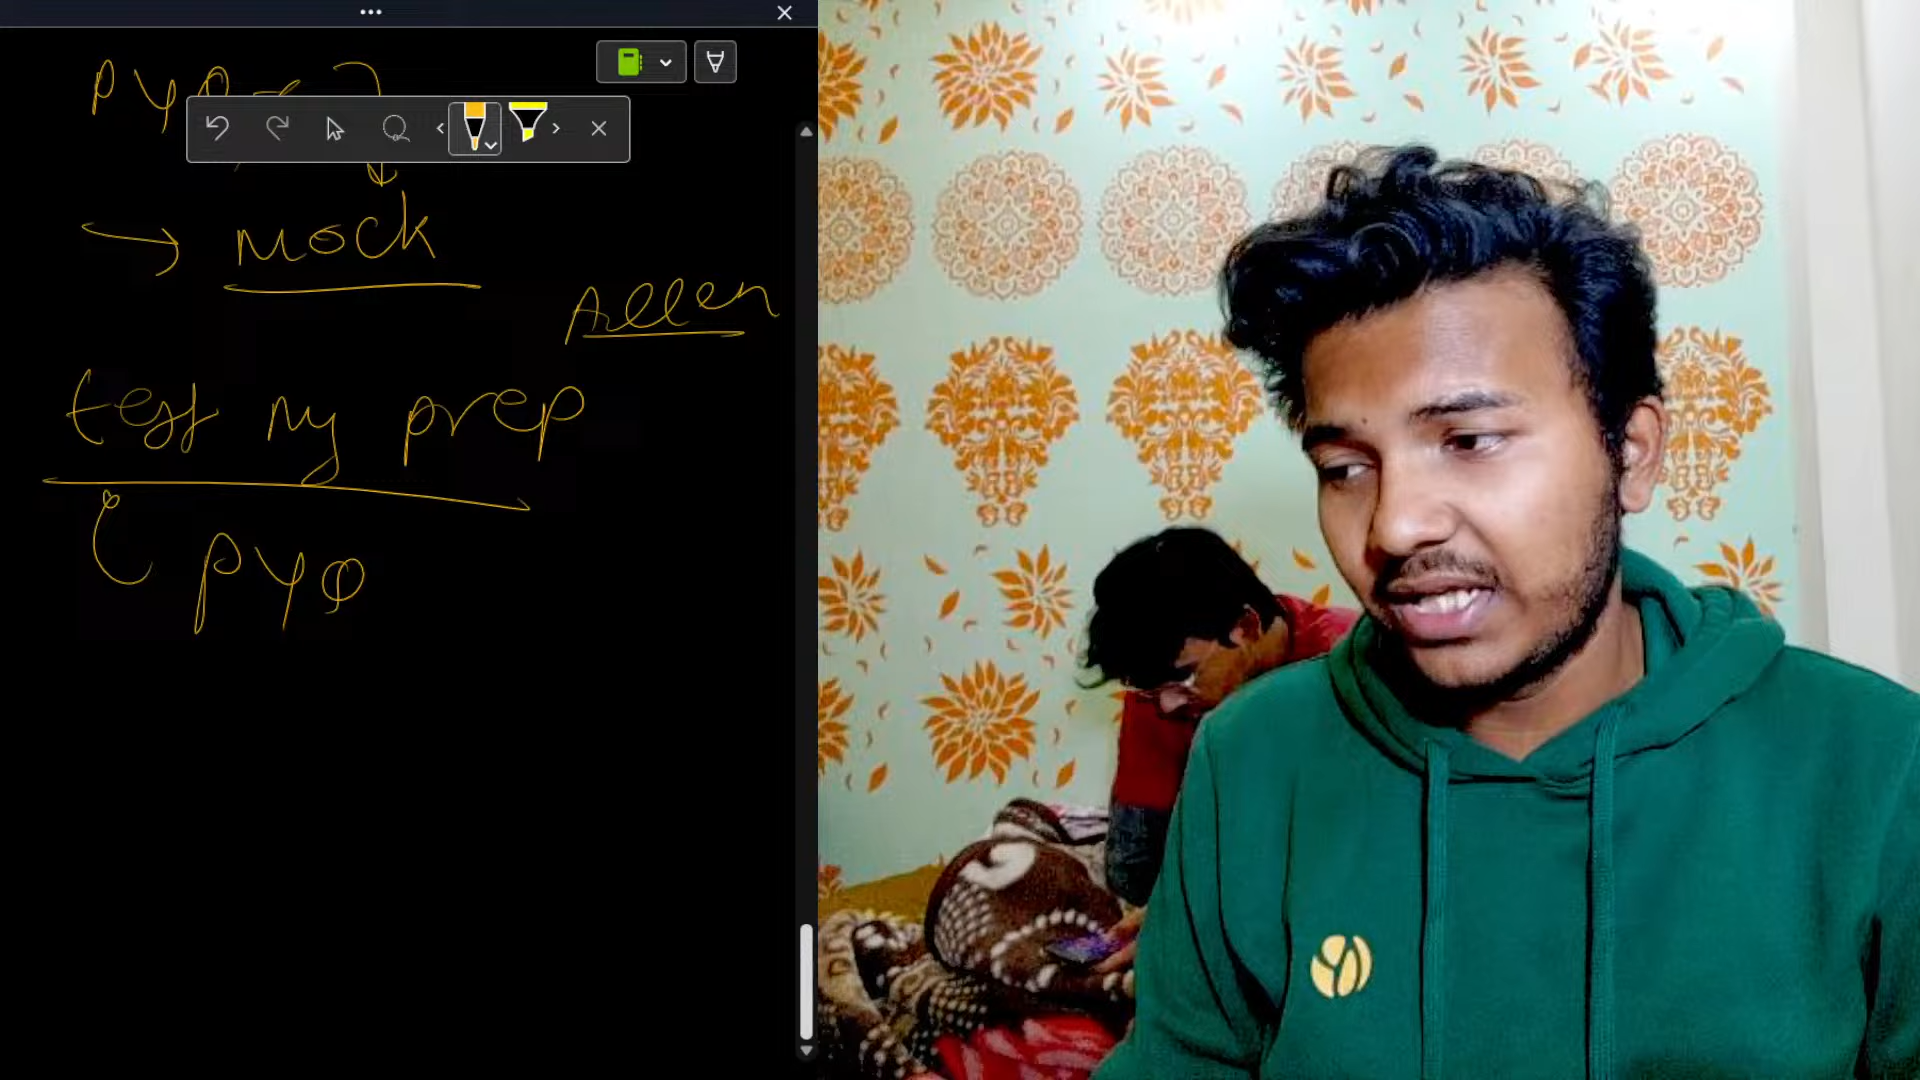 PYQ
→ Mock
Allen
test my prep
PYQ